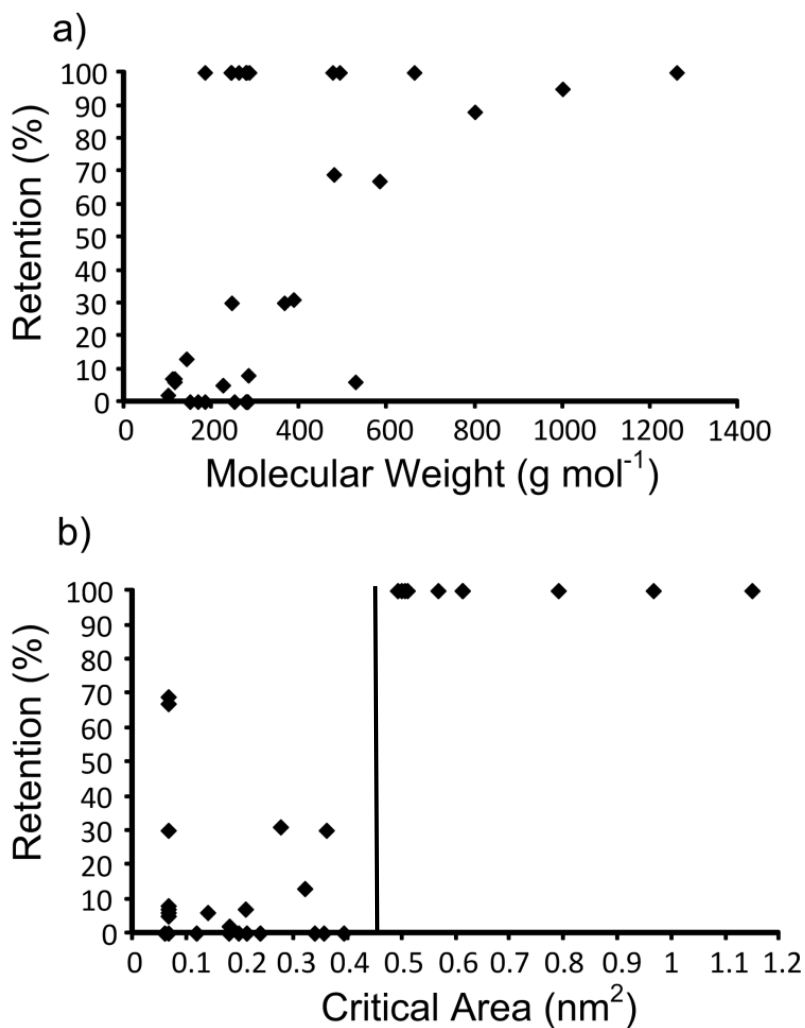 a)
100
90
80
70
60
50
40
30
20
10
0
Retention (%)
0 200 400 600 800 1000 1200 1400
Molecular Weight (g mol⁻¹)
b)
100
90
80
70
60
50
40
30
20
10
0
Retention (%)
0 0.1 0.2 0.3 0.4 0.5 0.6 0.7 0.8 0.9 1 1.1 1.2
Critical Area (nm²)